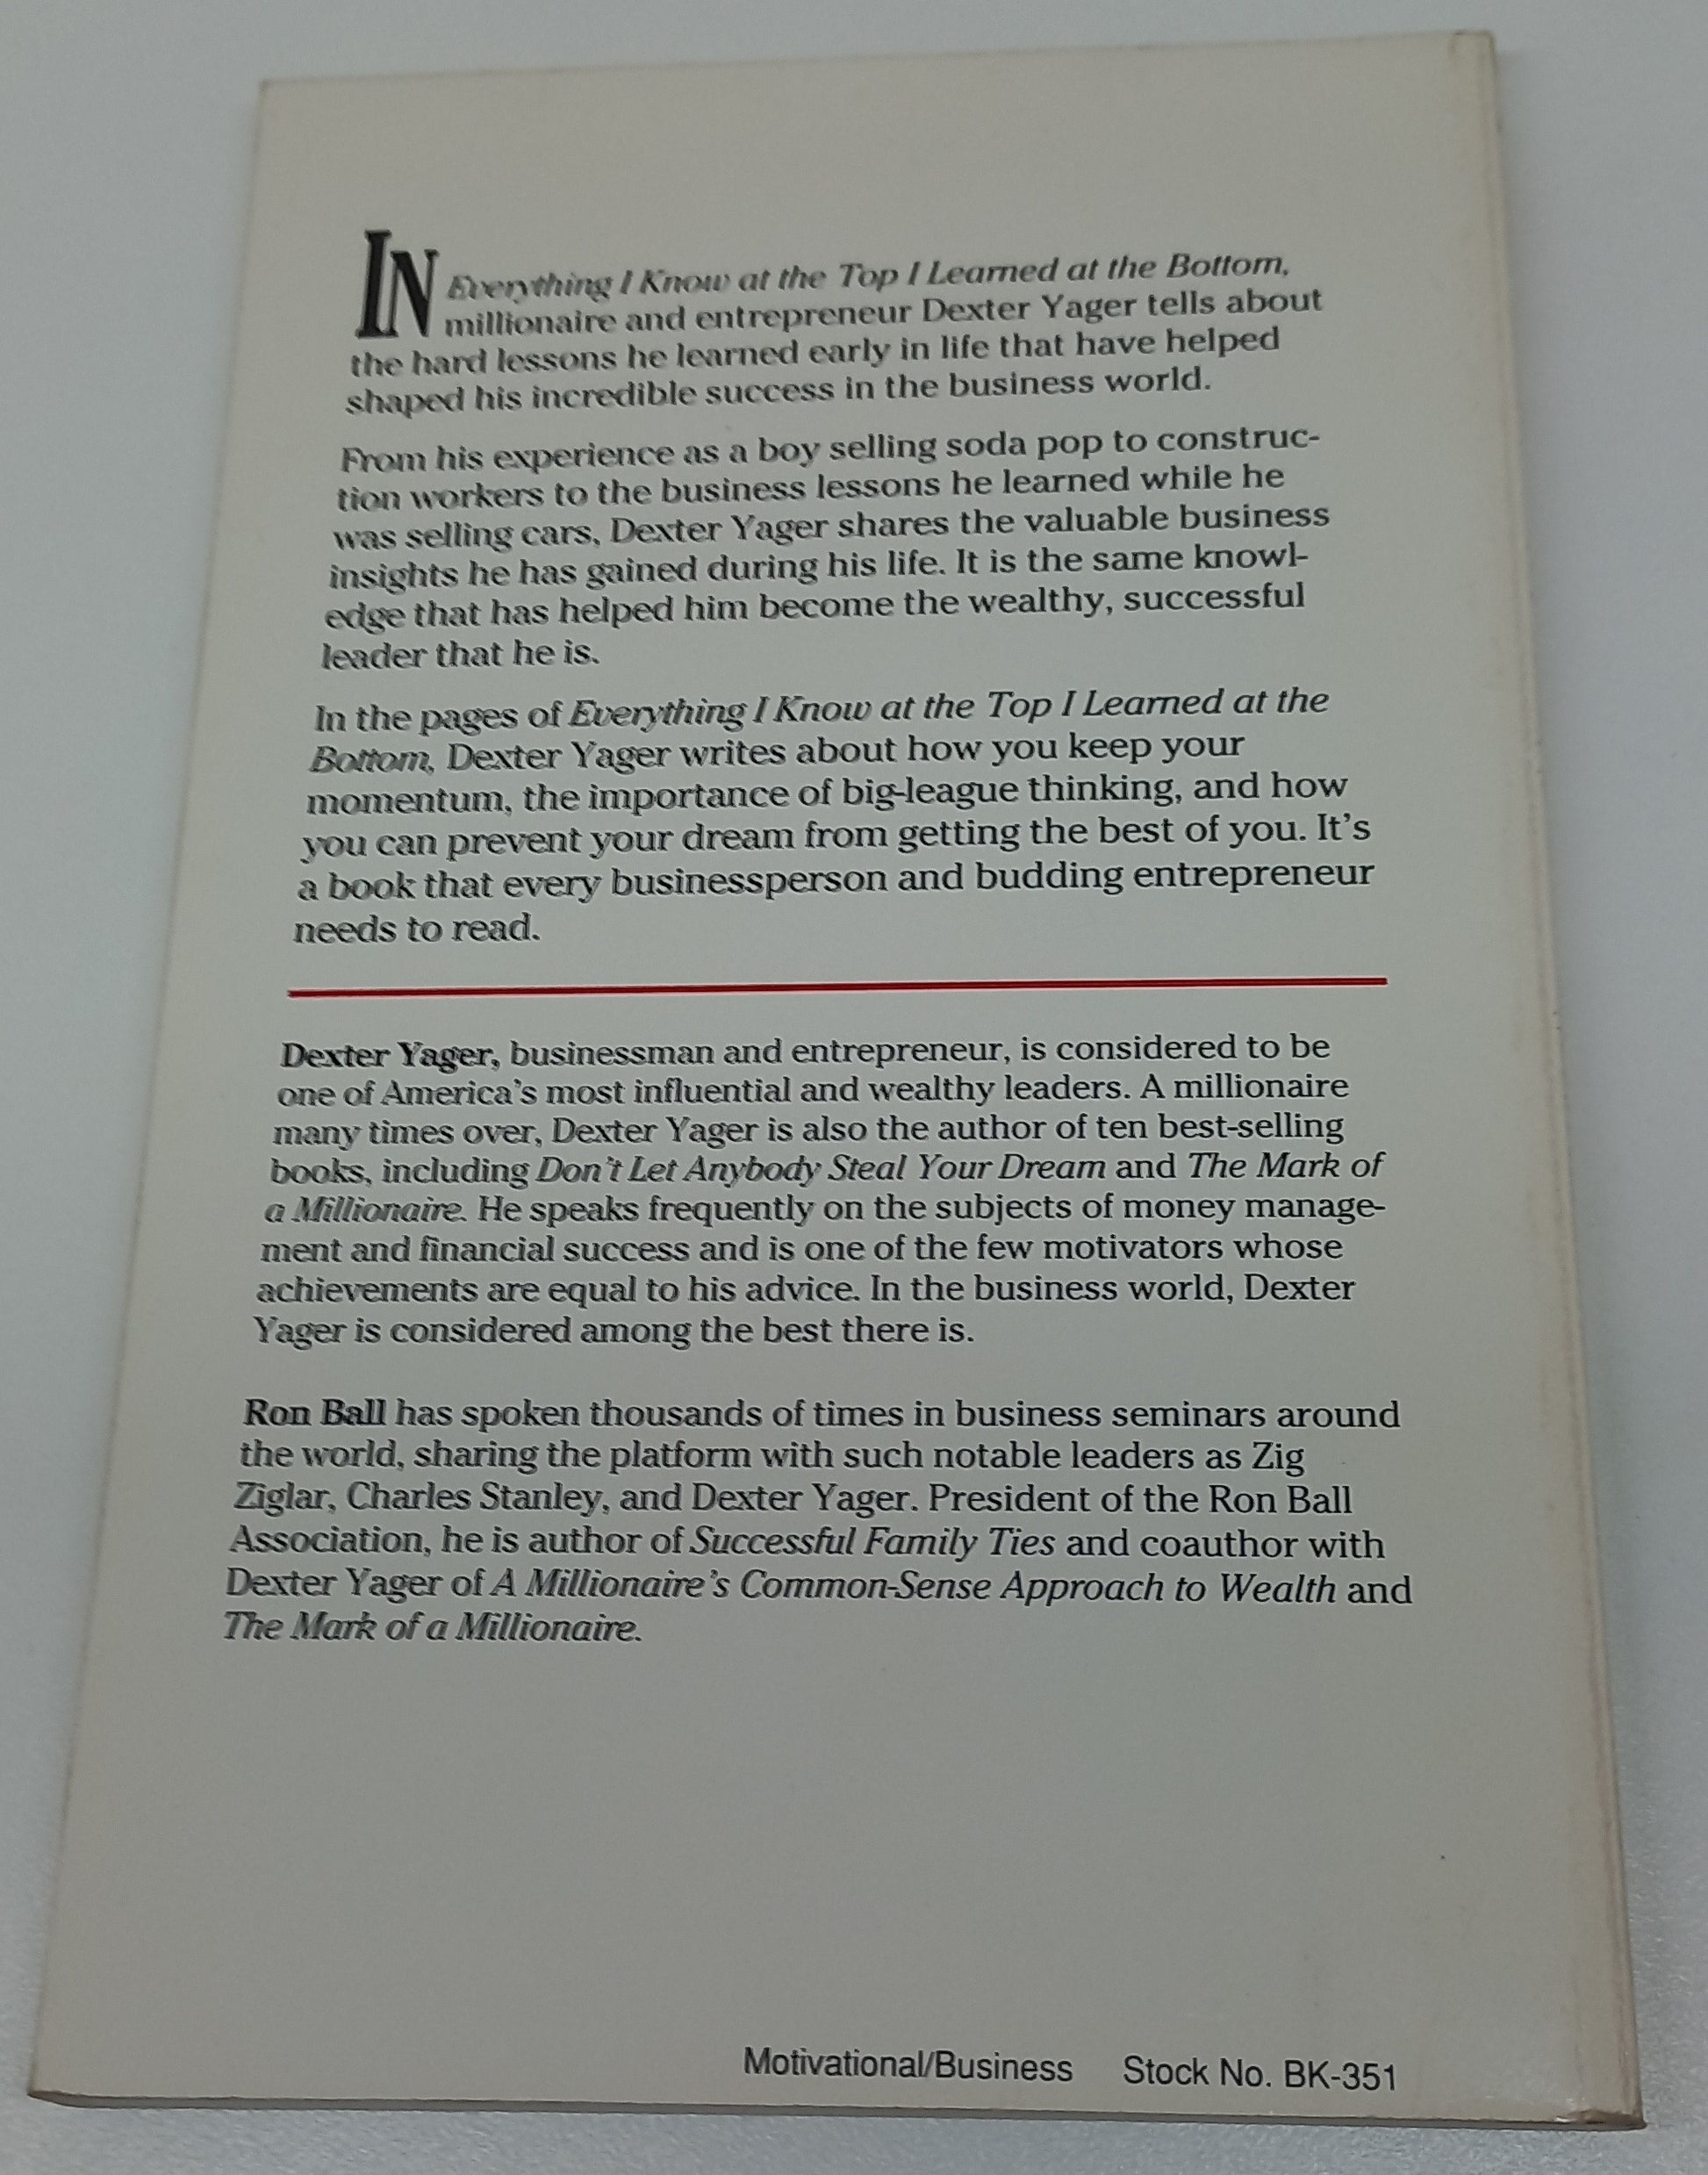 IN Everything I Know at the Top I Learned at the Bottom,
millionaire and entrepreneur Dexter Yager tells about
the hard lessons he learned early in life that have helped
shaped his incredible success in the business world.
From his experience as a boy selling soda pop to construc-
tion workers to the business lessons he learned while he
was selling cars, Dexter Yager shares the valuable business
insights he has gained during his life. It is the same knowl-
edge that has helped him become the wealthy, successful
leader that he is.
In the pages of Everything I Know at the Top I Learned at the
Bottom, Dexter Yager writes about how you keep your
momentum, the importance of big-league thinking, and how
you can prevent your dream from getting the best of you. It's
a book that every businessperson and budding entrepreneur
needs to read.
Dexter Yager, businessman and entrepreneur, is considered to be
one of America's most influential and wealthy leaders. A millionaire
many times over, Dexter Yager is also the author of ten best-selling
books, including Don't Let Anybody Steal Your Dream and The Mark of
a Millionaire. He speaks frequently on the subjects of money manage-
ment and financial success and is one of the few motivators whose
achievements are equal to his advice. In the business world, Dexter
Yager is considered among the best there is.
Ron Ball has spoken thousands of times in business seminars around
the world, sharing the platform with such notable leaders as Zig
Ziglar, Charles Stanley, and Dexter Yager. President of the Ron Ball
Association, he is author of Successful Family Ties and coauthor with
Dexter Yager of A Millionaire's Common-Sense Approach to Wealth and
The Mark of a Millionaire.
Motivational/Business Stock No. BK-351